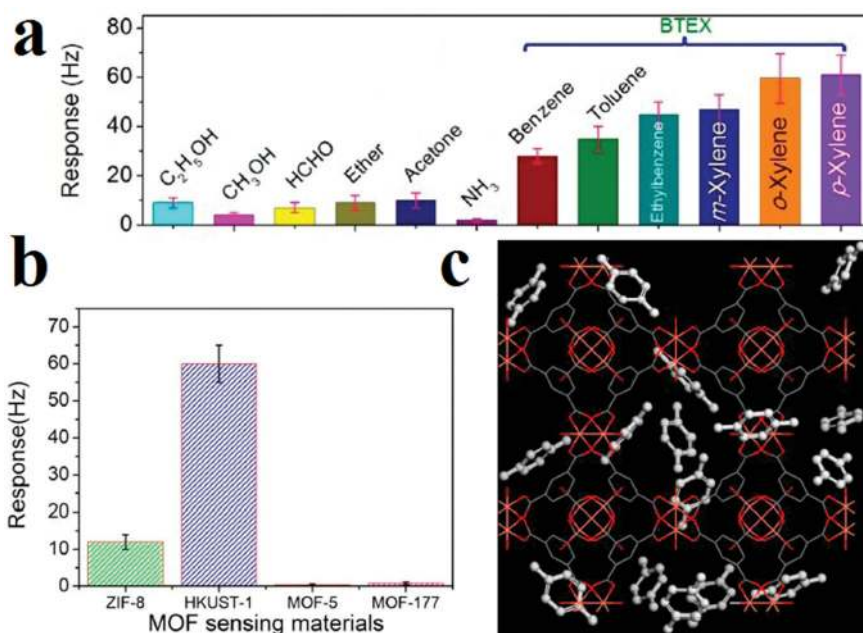 a
Response (Hz)
80
60
40
20
0
C₂H₅OH
CH₃OH
HCHO
Ether
Acetone
NH₃
BTEX
Benzene
Toluene
Ethylbenzene
m-Xylene
o-Xylene
p-Xylene
b
Response(Hz)
70
60
50
40
30
20
10
0
ZIF-8 HKUST-1 MOF-5 MOF-177
MOF sensing materials
c